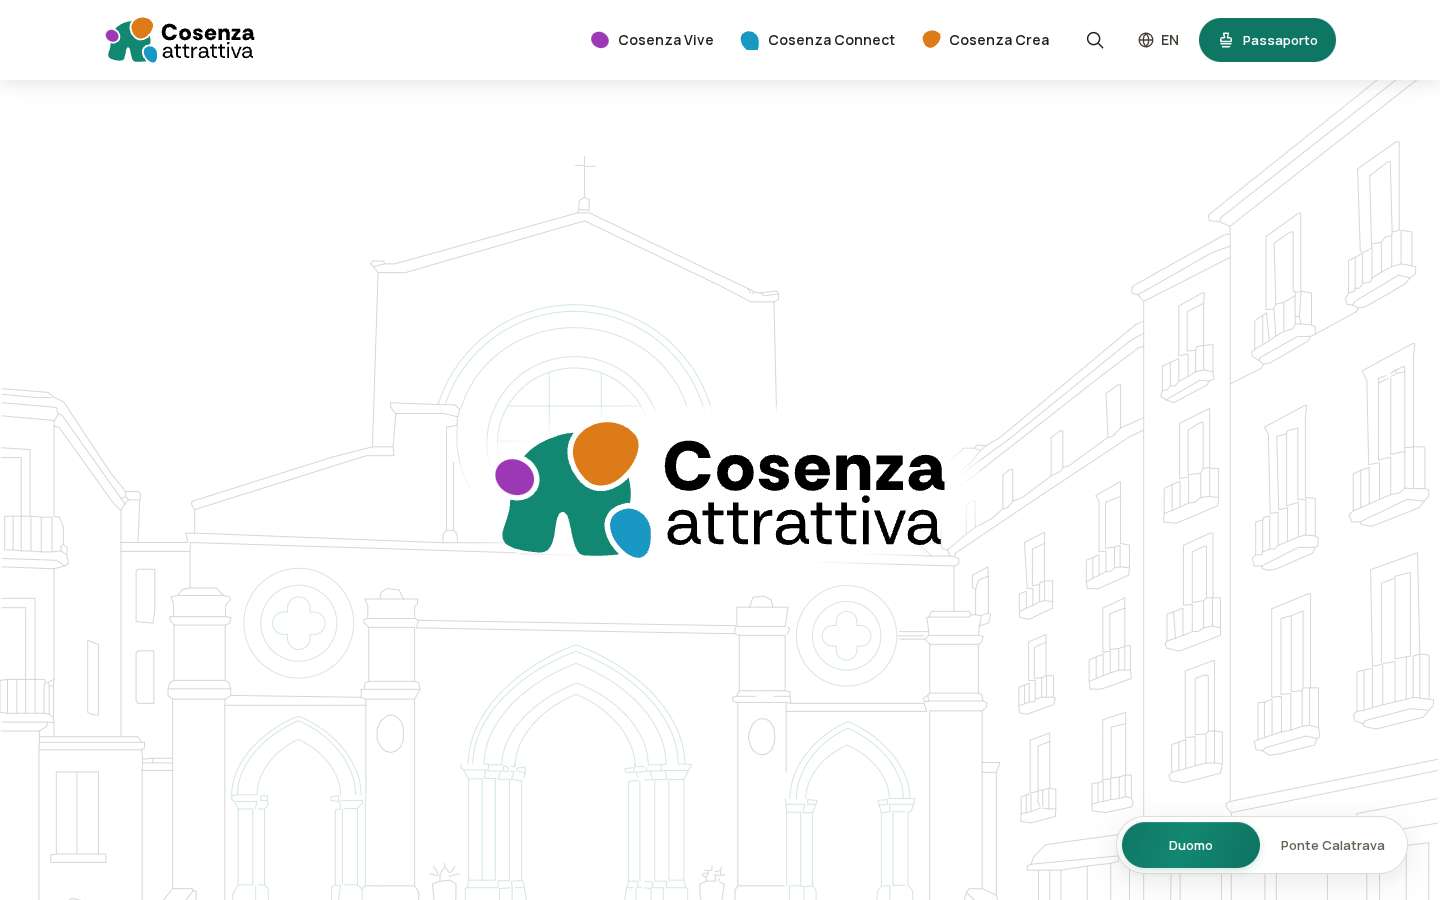 Cosenza
attrattiva
Cosenza Vive
Cosenza Connect
Cosenza Crea
EN
Passaporto
Cosenza
attrattiva
Duomo
Ponte Calatrava